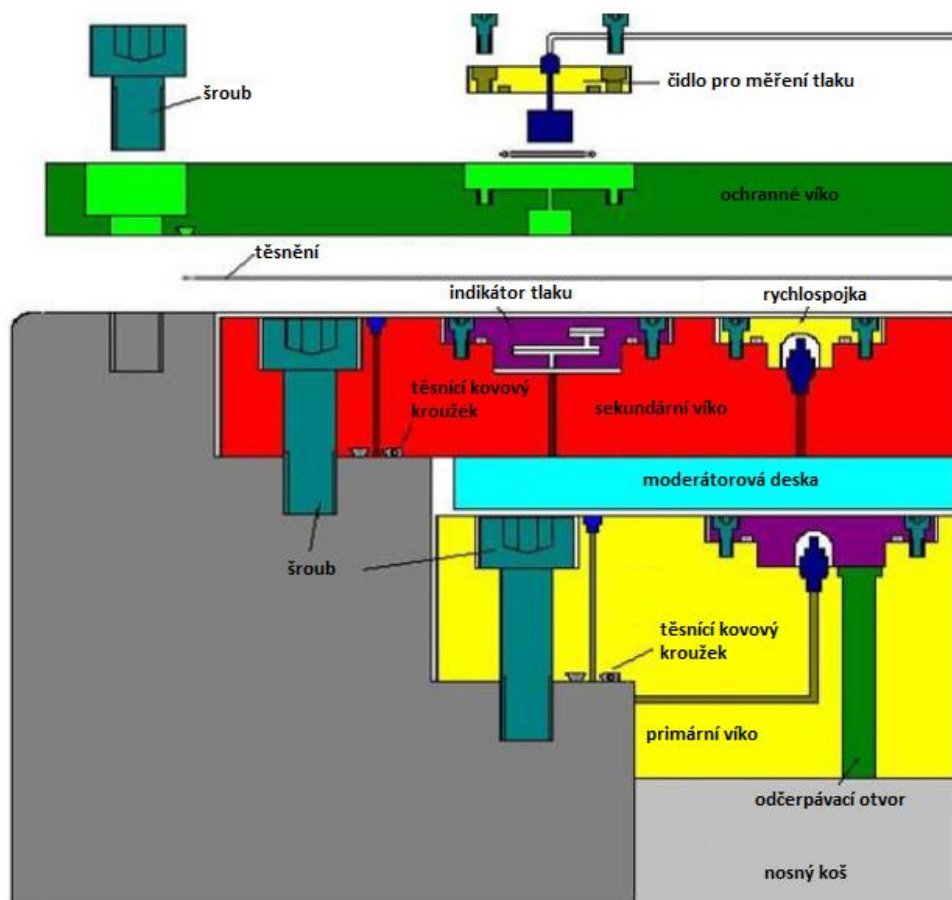 šroub
čidlo pro měření tlaku
ochranné víko
těsnění
indikátor tlaku
rychlospojka
těsnící kovový
kroužek
sekundární víko
moderátorová deska
šroub
těsnící kovový
kroužek
primární víko
odčerpávací otvor
nosný koš